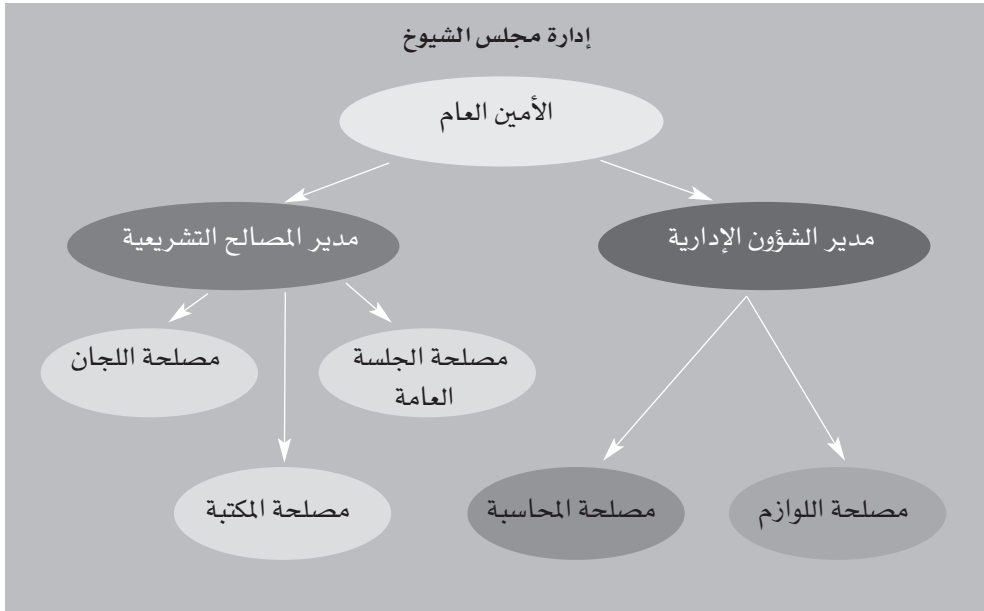 إدارة مجلس الشيوخ
الأمين العام
مدير الشؤون الإدارية
مدير المصالح التشريعية
مصلحة الجلسة
العامة
مصلحة اللجان
مصلحة اللوازم
مصلحة المحاسبة
مصلحة المكتبة